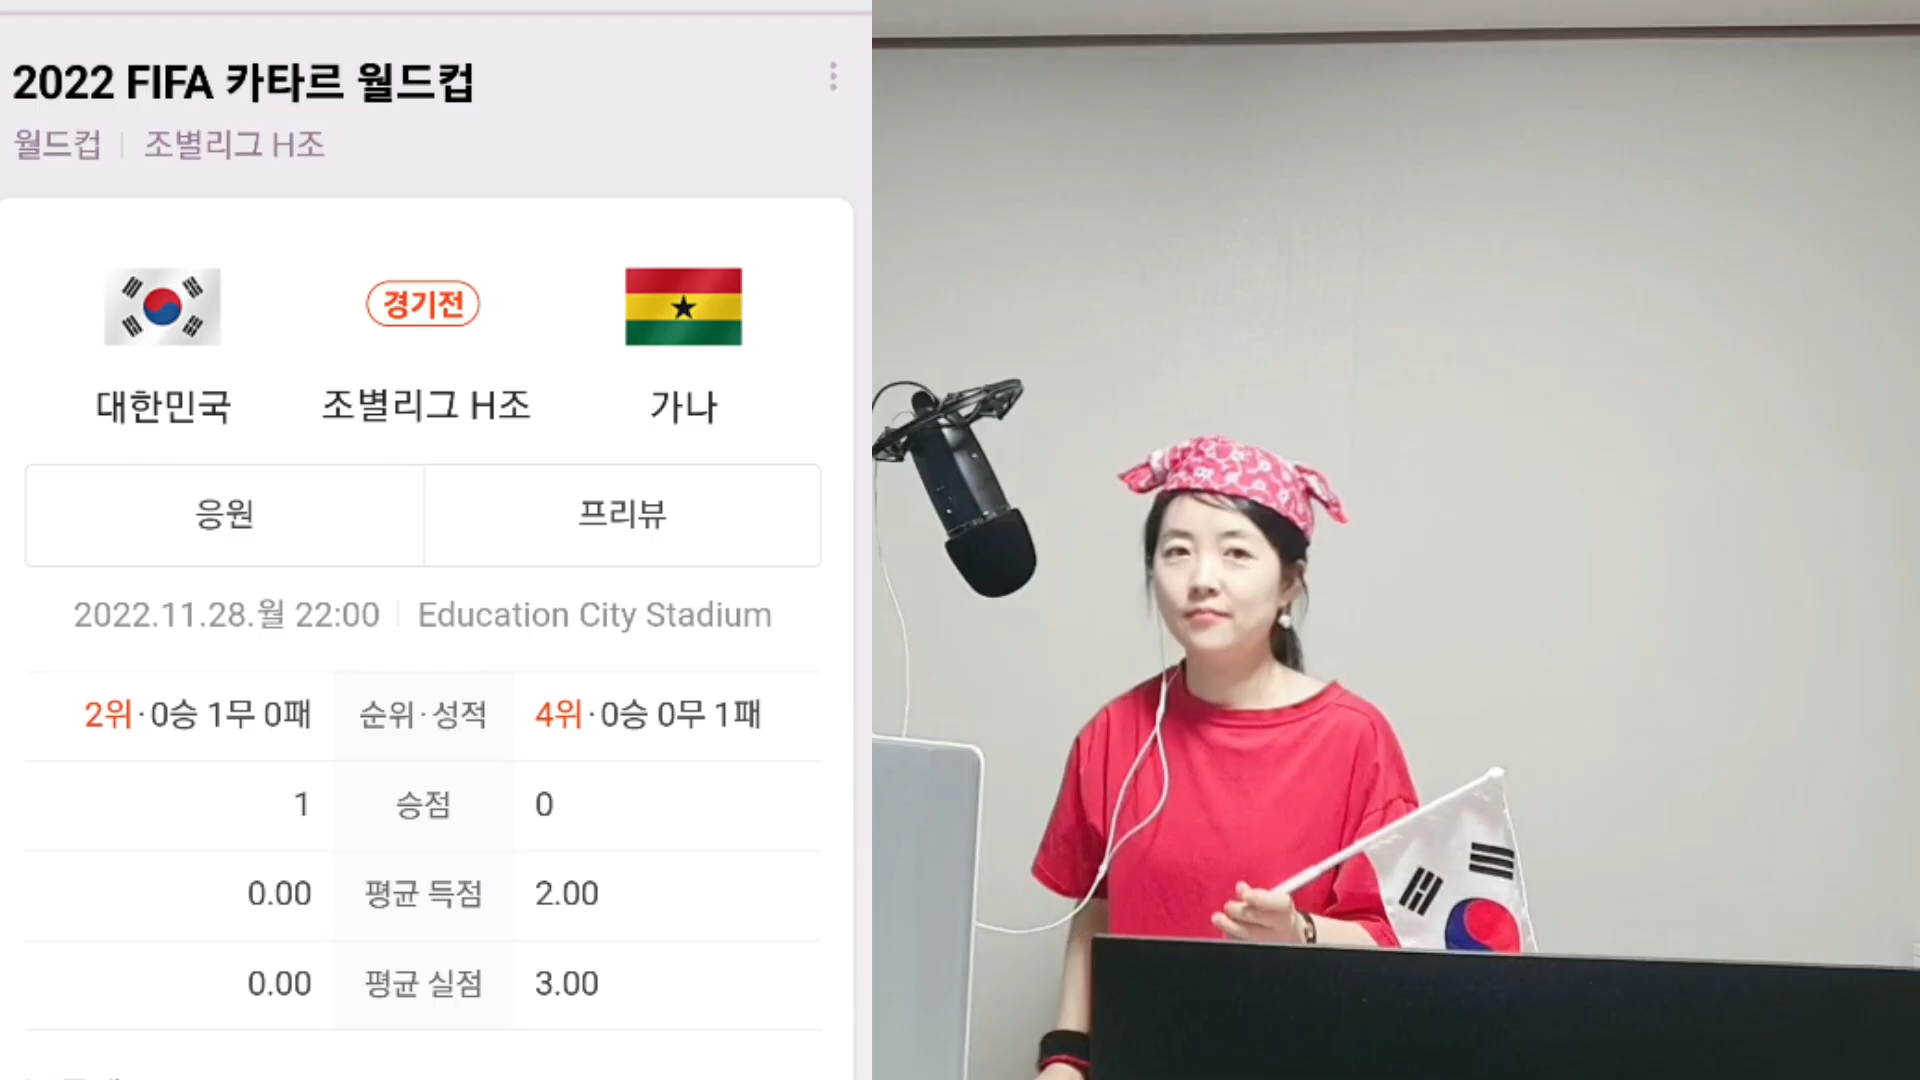 2022 FIFA 카타르 월드컵
월드컵 | 조별리그 H조
경기전
대한민국 조별리그 H조 가나
응원 프리뷰
2022.11.28.월 22:00 | Education City Stadium
2위·0승 1무 0패 순위·성적 4위·0승 0무 1패
1 승점 0
0.00 평균 득점 2.00
0.00 평균 실점 3.00